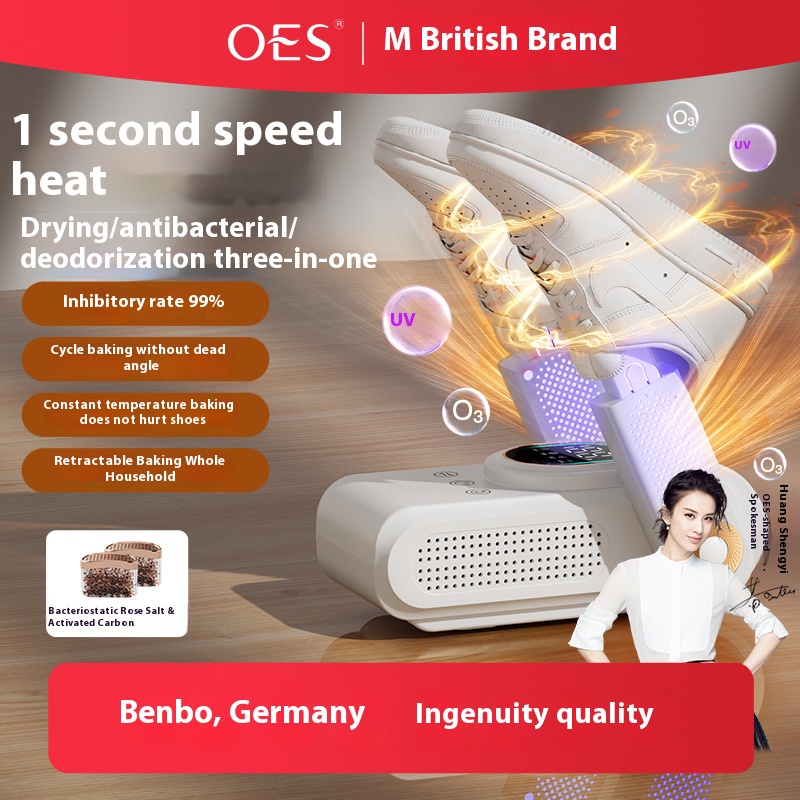 OES® M British Brand
1 second speed
heat
Drying/antibacterial/
deodorization three-in-one
Inhibitory rate 99%
Cycle baking without dead
angle
Constant temperature baking
does not hurt shoes
Retractable Baking Whole
Household
Bacteriostatic Rose Salt &
Activated Carbon
O3
UV
UV
O3
O3
Huang Shengyi
OES-shaped
Spokesman
Benbo, Germany Ingenuity quality